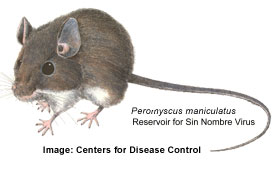 Peromyscus maniculatus
Reservoir for Sin Nombre Virus
Image: Centers for Disease Control